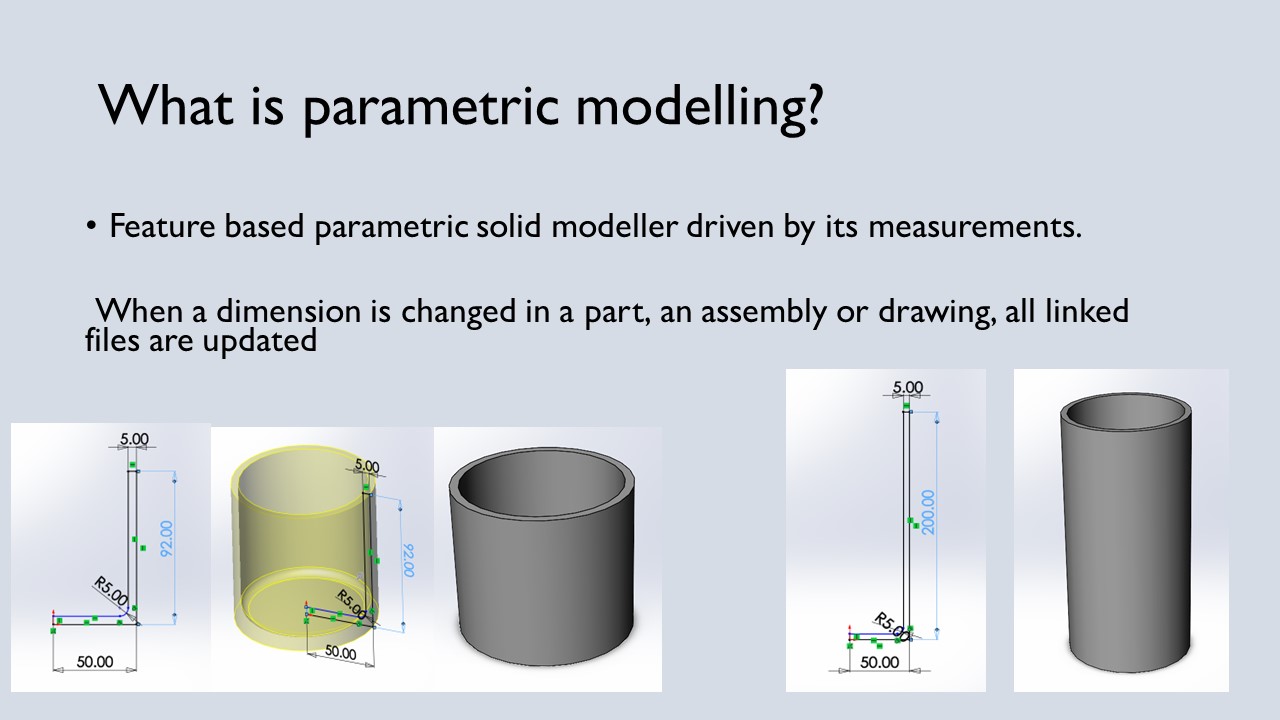 What is parametric modelling?
• Feature based parametric solid modeller driven by its measurements.
When a dimension is changed in a part, an assembly or drawing, all linked
files are updated
5.00
92.00
R5.00
50.00
5.00
92.00
R5.00
50.00
5.00
200.00
R5.00
50.00